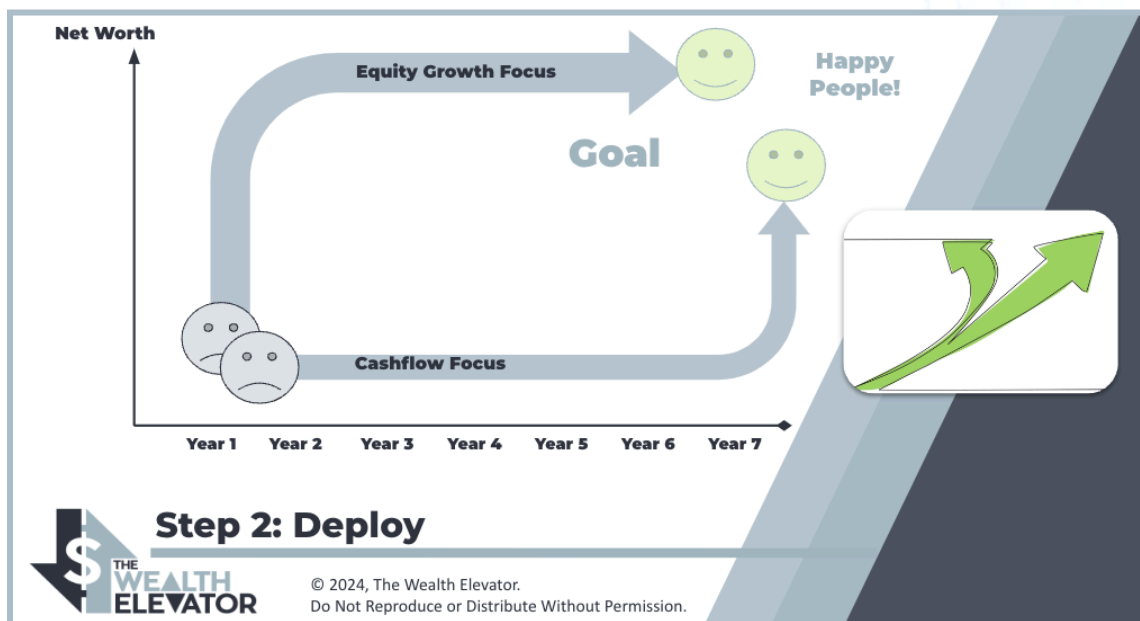 Net Worth
Equity Growth Focus
Happy
People!
Goal
Cashflow Focus
Year 1 Year 2 Year 3 Year 4 Year 5 Year 6 Year 7
Step 2: Deploy
$
THE
WEALTH
ELEVATOR
© 2024, The Wealth Elevator.
Do Not Reproduce or Distribute Without Permission.